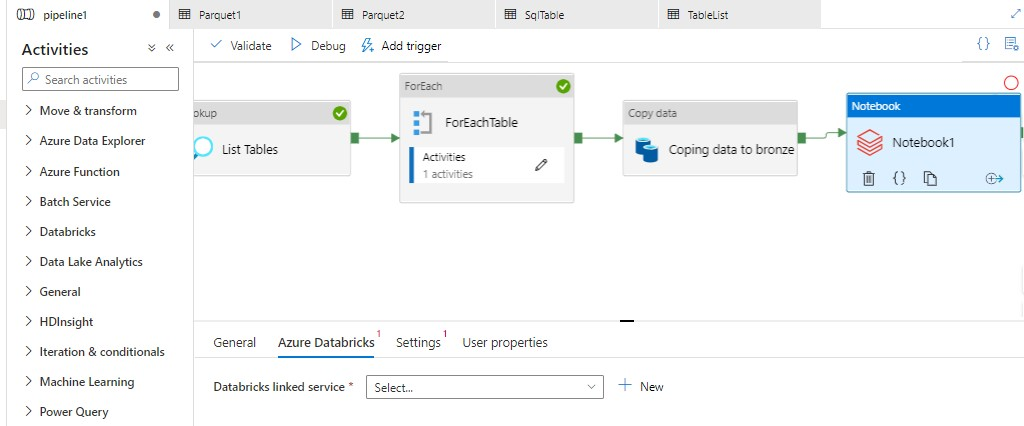 pipeline1
Parquet1
Parquet2
SqlTable
TableList
Activities
Validate
Debug
Add trigger
{}
Search activities
Move & transform
Azure Data Explorer
Azure Function
Batch Service
Databricks
Data Lake Analytics
General
HDInsight
Iteration & conditionals
Machine Learning
Power Query
okup
List Tables
ForEach
ForEachTable
Activities
1 activities
Copy data
Coping data to bronze
Notebook
Notebook1
{}
General
Azure Databricks 1
Settings 1
User properties
Databricks linked service *
Select...
New